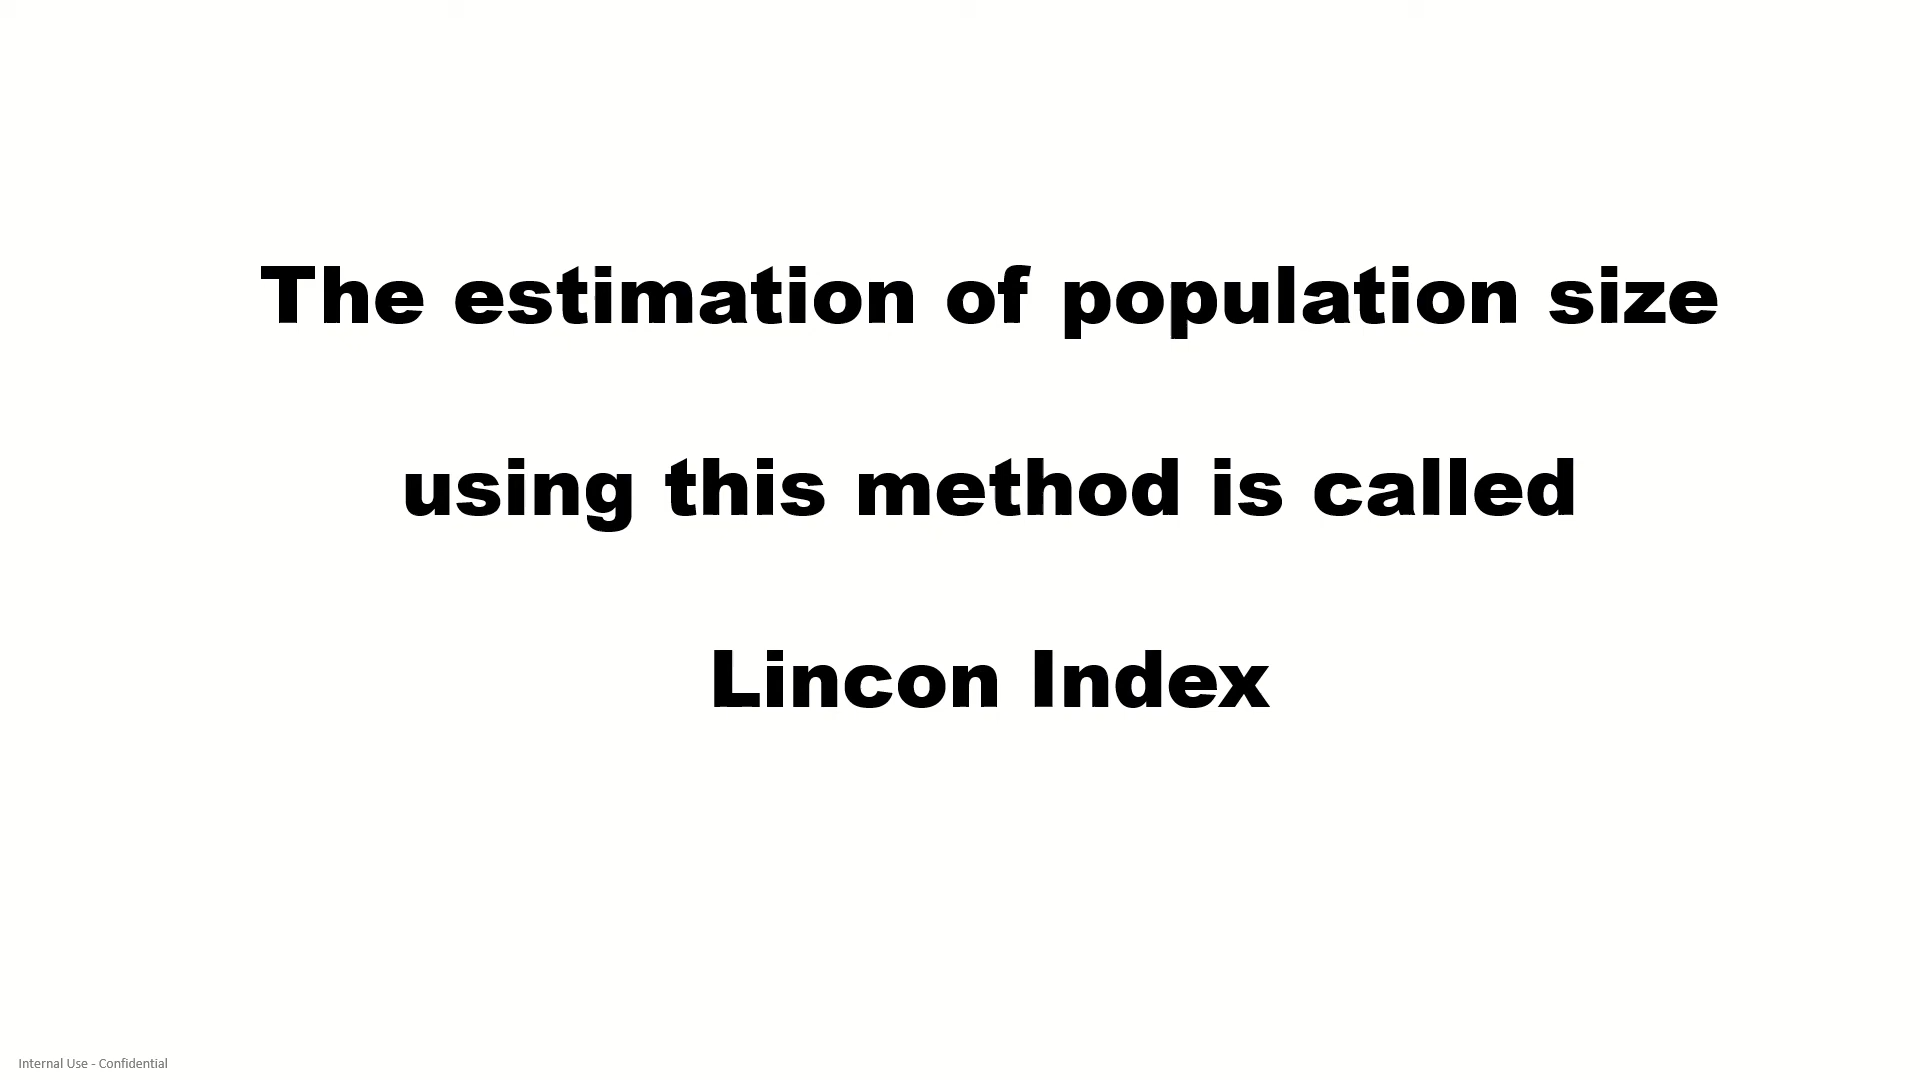 The estimation of population size
using this method is called
Lincon Index
Internal Use - Confidential